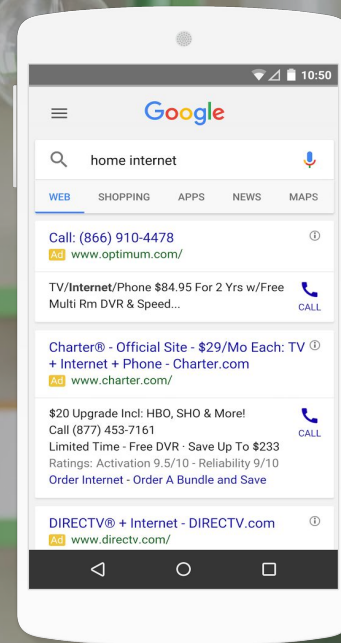 10:50
Google
home internet
WEB SHOPPING APPS NEWS MAPS
Call: (866) 910-4478
Ad www.optimum.com/
TV/Internet/Phone $84.95 For 2 Yrs w/Free
Multi Rm DVR & Speed...
CALL
Charter® - Official Site - $29/Mo Each: TV
+ Internet + Phone - Charter.com
Ad www.charter.com/
$20 Upgrade Incl: HBO, SHO & More!
Call (877) 453-7161
CALL
Limited Time - Free DVR · Save Up To $233
Ratings: Activation 9.5/10 - Reliability 9/10
Order Internet - Order A Bundle and Save
DIRECTV® + Internet - DIRECTV.com
Ad www.directv.com/